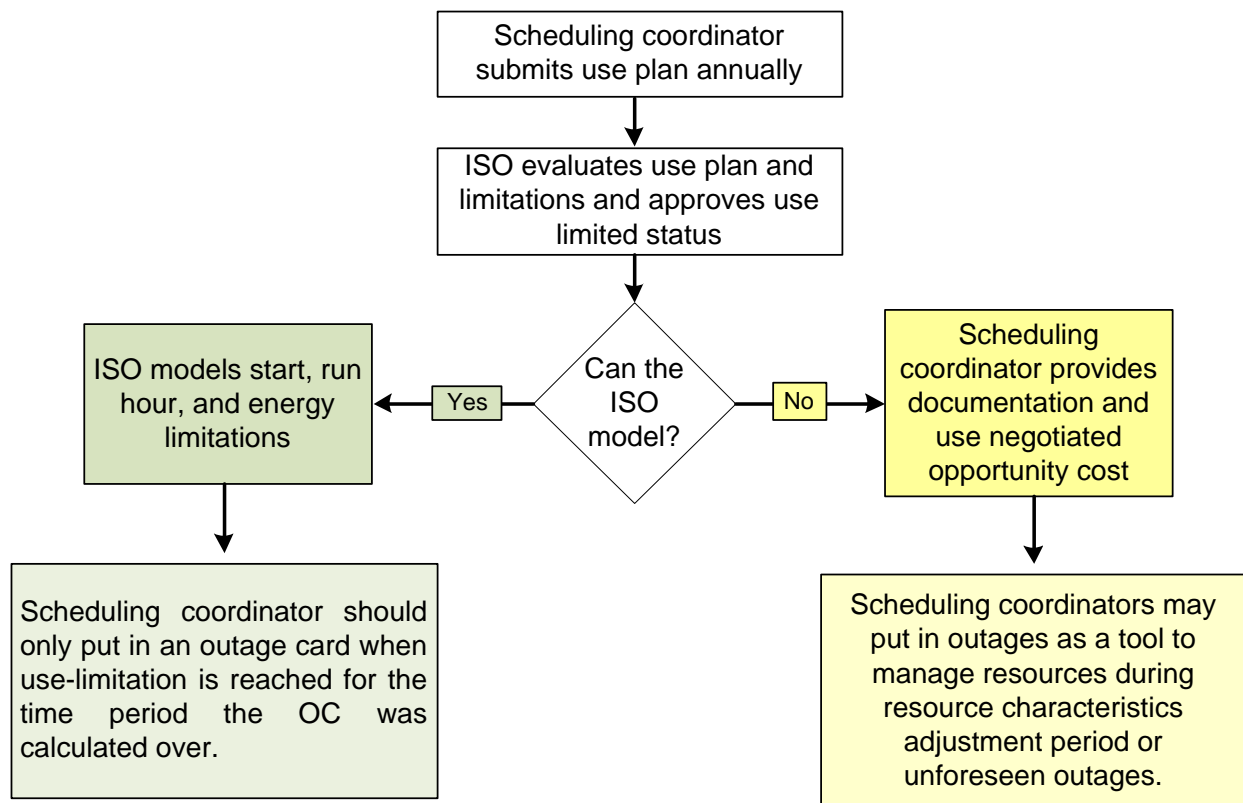 Scheduling coordinator
submits use plan annually
ISO evaluates use plan and
limitations and approves use
limited status
Can the
ISO
model?
Yes
No
ISO models start, run
hour, and energy
limitations
Scheduling
coordinator provides
documentation and
use negotiated
opportunity cost
Scheduling coordinator should
only put in an outage card when
use-limitation is reached for the
time period the OC was
calculated over.
Scheduling coordinators may
put in outages as a tool to
manage resources during
resource characteristics
adjustment period or
unforeseen outages.